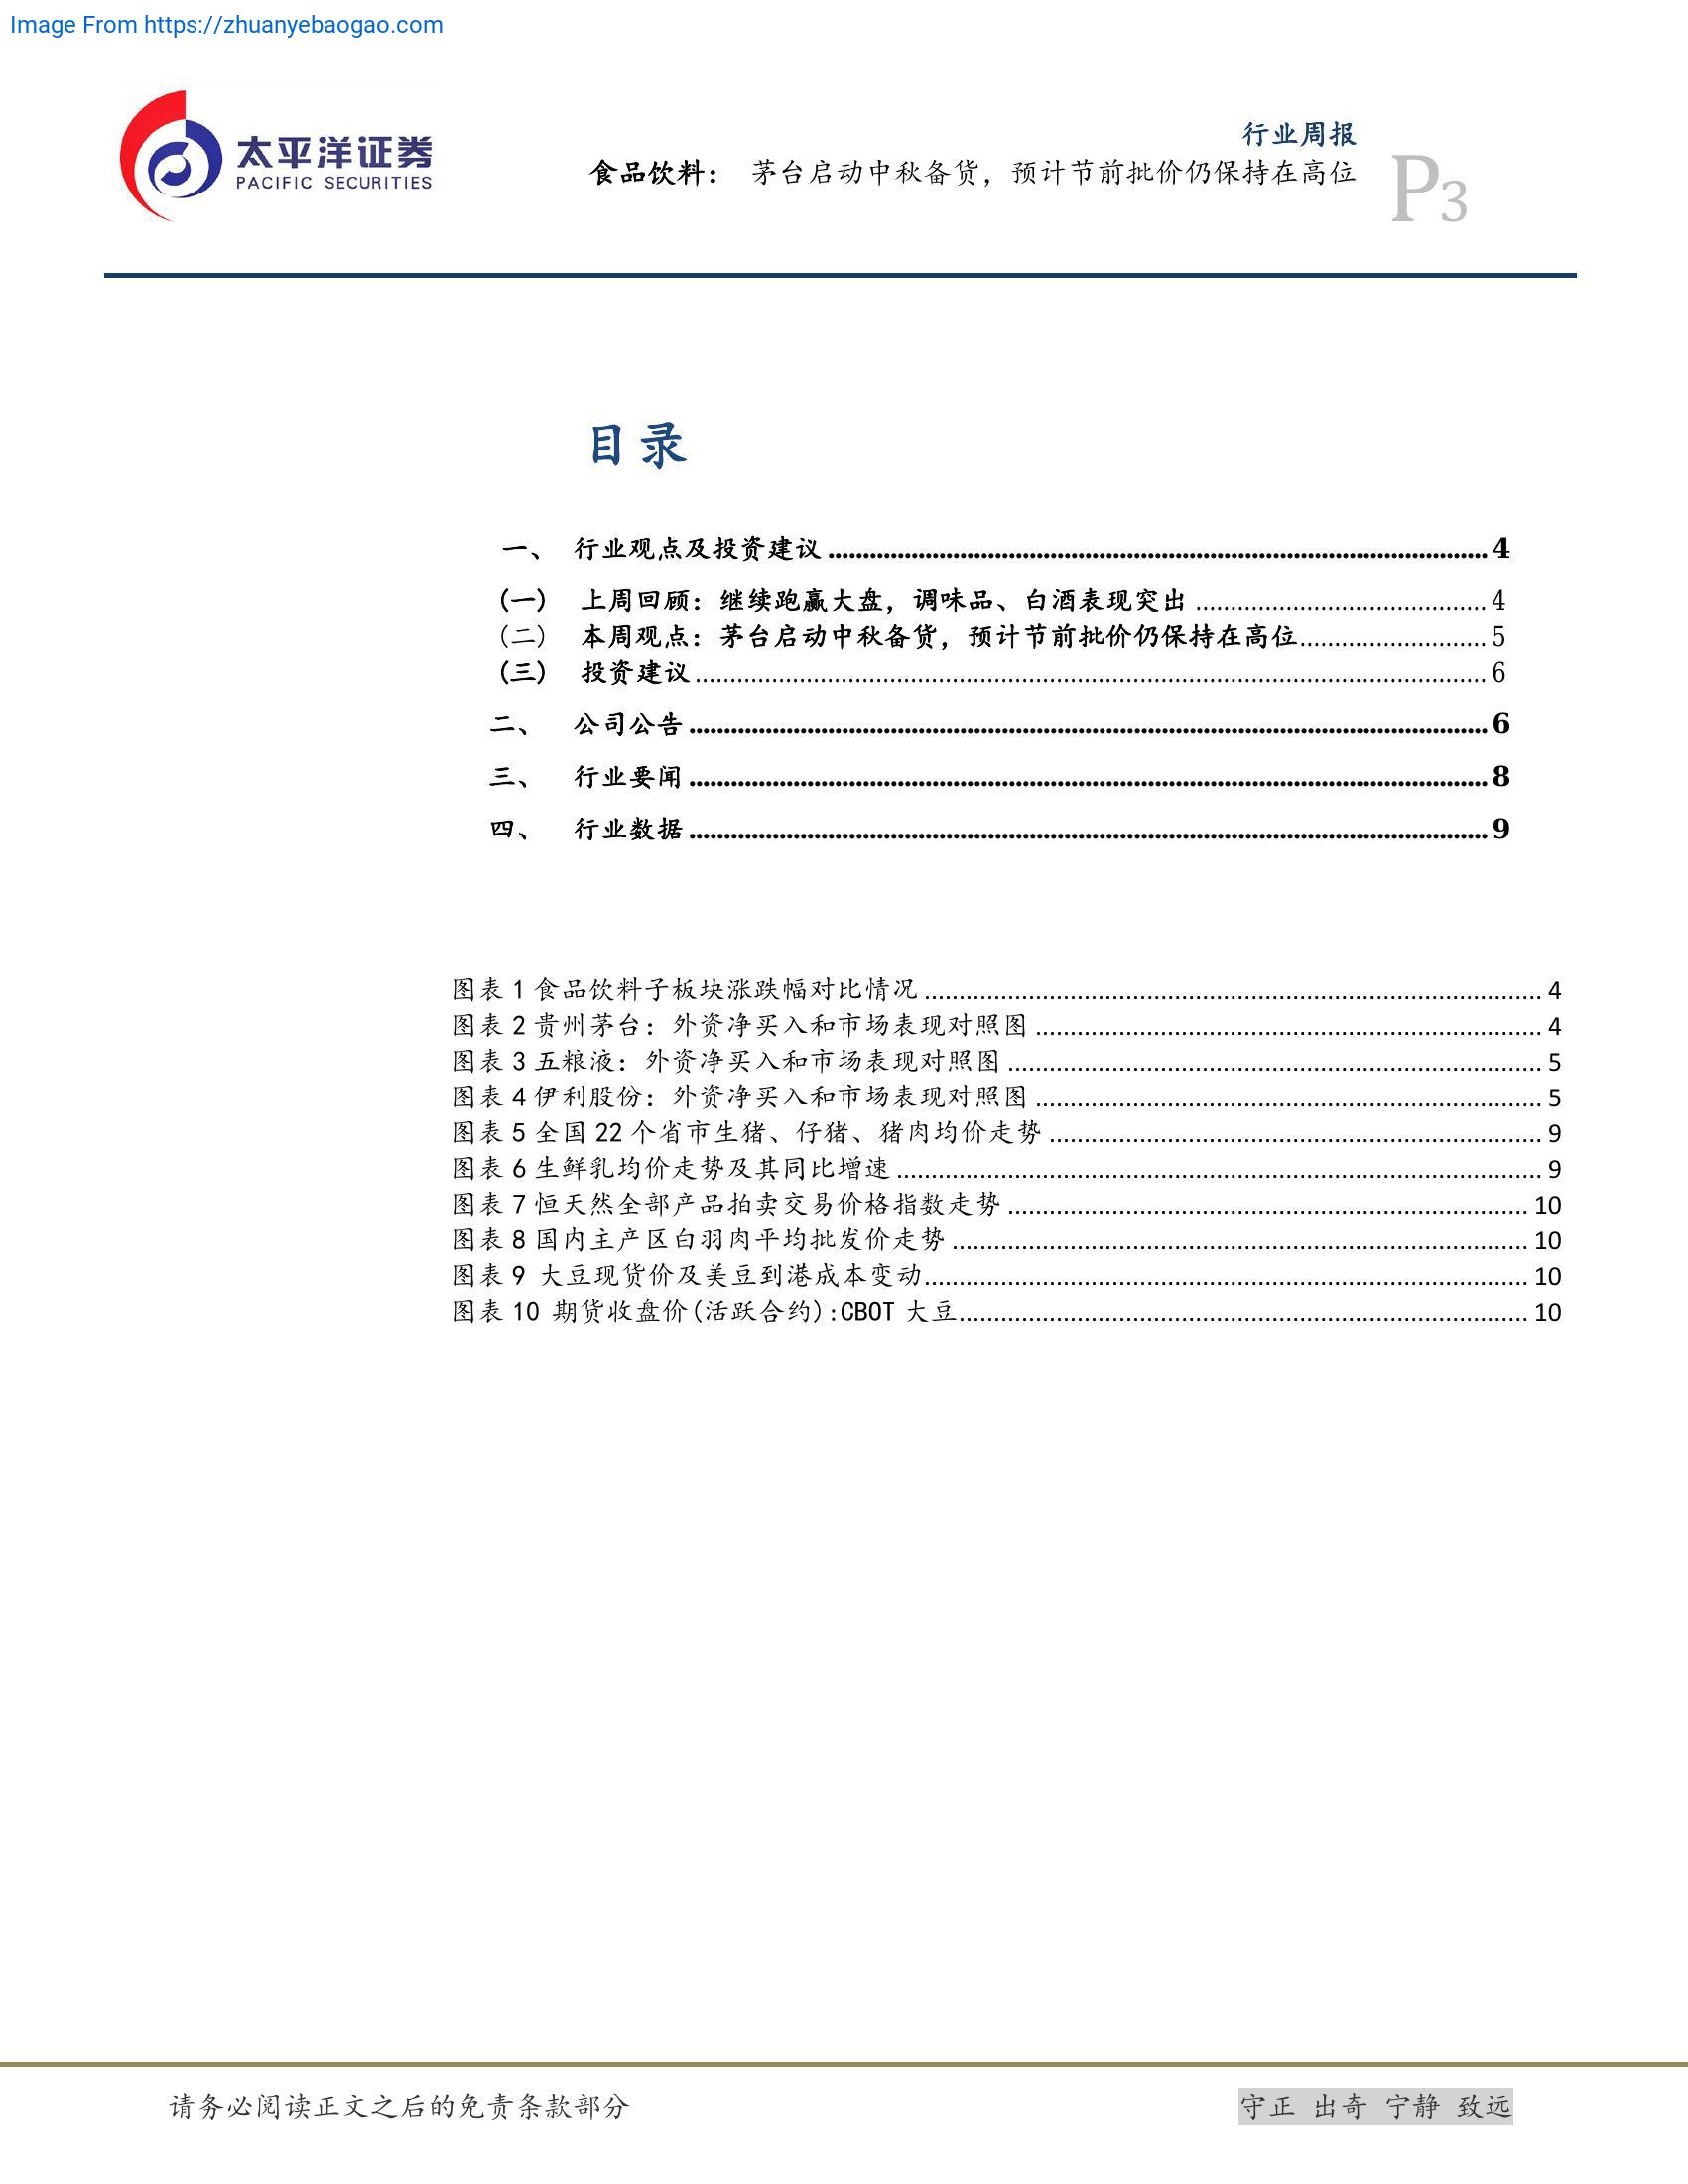 Image From https://zhuanyebaogao.com
太平洋证券
PACIFIC SECURITIES
行业周报
食品饮料： 茅台启动中秋备货，预计节前批价仍保持在高位
P3
目录
一、 行业观点及投资建议 4
(一) 上周回顾：继续跑赢大盘，调味品、白酒表现突出 4
(二) 本周观点：茅台启动中秋备货，预计节前批价仍保持在高位 5
(三) 投资建议 6
二、 公司公告 6
三、 行业要闻 8
四、 行业数据 9
图表 1 食品饮料子板块涨跌幅对比情况 4
图表 2 贵州茅台：外资净买入和市场表现对照图 4
图表 3 五粮液：外资净买入和市场表现对照图 5
图表 4 伊利股份：外资净买入和市场表现对照图 5
图表 5 全国 22 个省市生猪、仔猪、猪肉均价走势 9
图表 6 生鲜乳均价走势及其同比增速 9
图表 7 恒天然全部产品拍卖交易价格指数走势 10
图表 8 国内主产区白羽肉平均批发价走势 10
图表 9 大豆现货价及美豆到港成本变动 10
图表 10 期货收盘价(活跃合约):CBOT 大豆 10
请务必阅读正文之后的免责条款部分
守正 出奇 宁静 致远